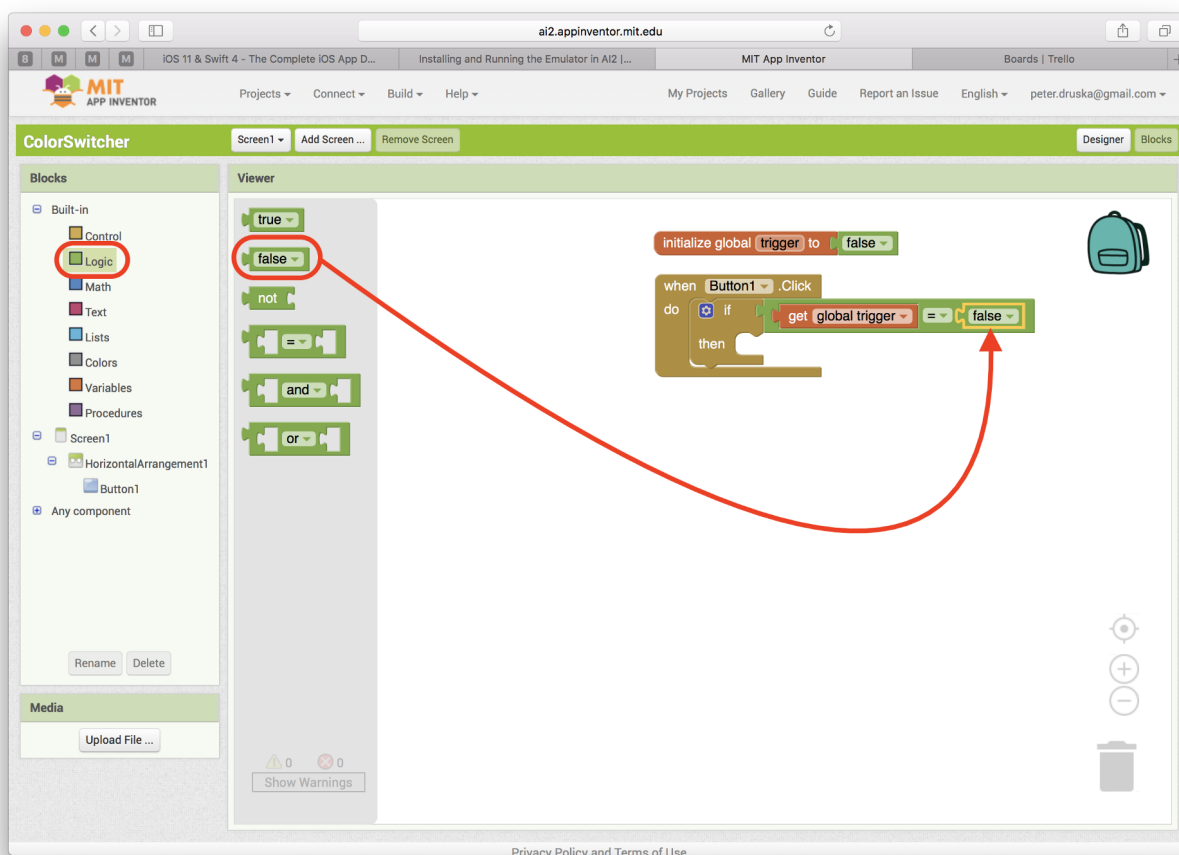 ai2.appinventor.mit.edu
8 M M M iOS 11 & Swift 4 - The Complete iOS App D... Installing and Running the Emulator in AI2 |... MIT App Inventor Boards | Trello +
MIT
APP INVENTOR
Projects Connect Build Help My Projects Gallery Guide Report an Issue English peter.druska@gmail.com
ColorSwitcher Screen1 Add Screen ... Remove Screen Designer Blocks
Blocks
Built-in
Control
Logic
Math
Text
Lists
Colors
Variables
Procedures
Screen1
HorizontalArrangement1
Button1
Any component
Rename Delete
Media
Upload File ...
Viewer
true
false
not
=
and
or
0 0
Show Warnings
initialize global trigger to false
when Button1 .Click
do if get global trigger = false
then
Privacy Policy and Terms of Use